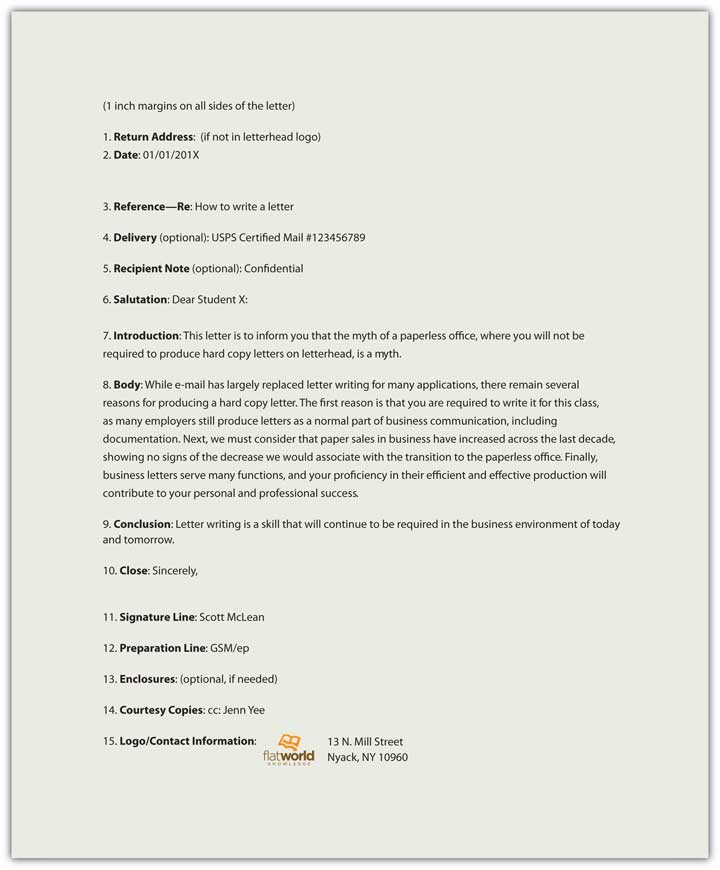 (1 inch margins on all sides of the letter)
1. Return Address:  (if not in letterhead logo)
2. Date: 01/01/201X
3. Reference—Re: How to write a letter
4. Delivery (optional): USPS Certified Mail #123456789
5. Recipient Note (optional): Confidential
6. Salutation: Dear Student X:
7. Introduction: This letter is to inform you that the myth of a paperless office, where you will not be
required to produce hard copy letters on letterhead, is a myth.
8. Body: While e-mail has largely replaced letter writing for many applications, there remain several
reasons for producing a hard copy letter. The first reason is that you are required to write it for this class,
as many employers still produce letters as a normal part of business communication, including
documentation. Next, we must consider that paper sales in business have increased across the last decade,
showing no signs of the decrease we would associate with the transition to the paperless office. Finally,
business letters serve many functions, and your proficiency in their efficient and effective production will
contribute to your personal and professional success.
9. Conclusion: Letter writing is a skill that will continue to be required in the business environment of today
and tomorrow.
10. Close: Sincerely,
11. Signature Line: Scott McLean
12. Preparation Line: GSM/ep
13. Enclosures: (optional, if needed)
14. Courtesy Copies: cc: Jenn Yee
15. Logo/Contact Information:
flatworld
KNOWLEDGE
13 N. Mill Street
Nyack, NY 10960